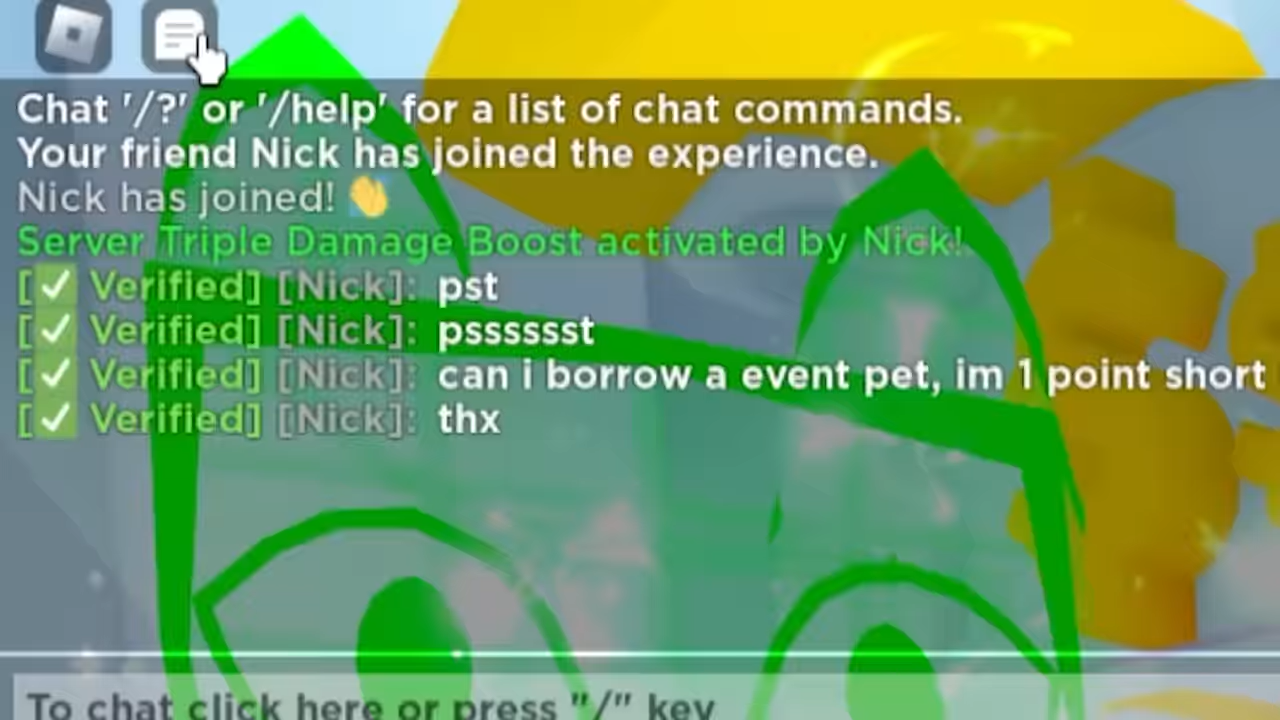 Chat '/?' or '/help' for a list of chat commands.
Your friend Nick has joined the experience.
Nick has joined! 👋
Server Triple Damage Boost activated by Nick!
[✓ Verified] [Nick]: pst
[✓ Verified] [Nick]: psssssst
[✓ Verified] [Nick]: can i borrow a event pet, im 1 point short
[✓ Verified] [Nick]: thx
To chat click here or press "/" key